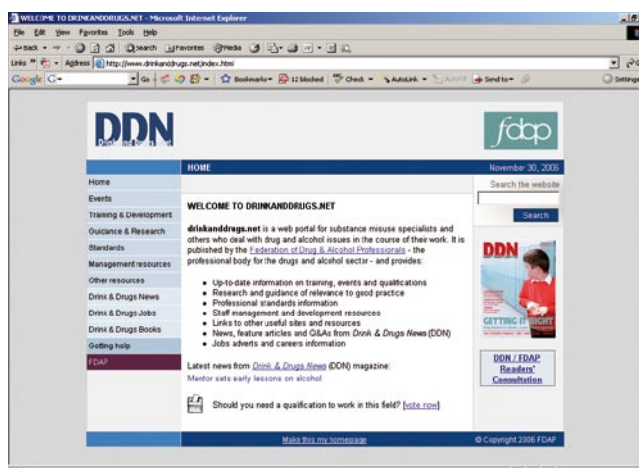 WELCOME TO DRINKANDDRUGS.NET - Microsoft Internet Explorer
File Edit View Favorites Tools Help
Back Search Favorites Media
Links Address http://www.drinkanddrugs.net/index.html
Google G Go Bookmarks 12 blocked Check AutoLink AutoFill Send to Settings
DDN
fdap
HOME
November 30, 2006
Home
Events
Training & Development
Guidance & Research
Standards
Management resources
Other resources
Drink & Drugs News
Drink & Drugs Jobs
Drink & Drugs Books
Getting help
FDAP
WELCOME TO DRINKANDDRUGS.NET
drinkanddrugs.net is a web portal for substance misuse specialists and
others who deal with drug and alcohol issues in the course of their work. It is
published by the Federation of Drug & Alcohol Professionals - the
professional body for the drugs and alcohol sector - and provides:
Up-to-date information on training, events and qualifications
Research and guidance of relevance to good practice
Professional standards information
Staff management and development resources
Links to other useful sites and resources
News, feature articles and Q&As from Drink & Drugs News (DDN)
Jobs adverts and careers information
Latest news from Drink & Drugs News (DDN) magazine:
Mentor sets early lessons on alcohol
Should you need a qualification to work in this field? [vote now]
Search the website
Search
DDN
GETTING IT RIGHT
DDN / FDAP
Readers'
Consultation
Make this my homepage
© Copyright 2006 FDAP